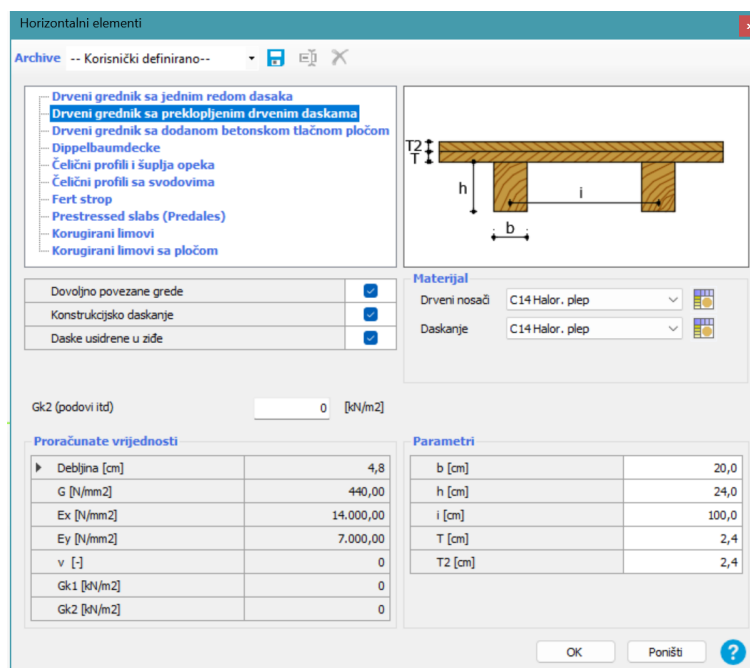 Horizontalni elementi
Archive -- Korisnički definirano--
Drveni grednik sa jednim redom dasaka
Drveni grednik sa preklopljenim drvenim daskama
Drveni grednik sa dodanom betonskom tlačnom pločom
Dippelbaumdecke
Čelični profili i šuplja opeka
Čelični profili sa svodovima
Fert strop
Prestressed slabs (Predales)
Korugirani limovi
Korugirani limovi sa pločom
T2
T
h
i
b
Dovoljno povezane grede
Konstrukcijsko daskanje
Daske usidrene u ziđe
Materijal
Drveni nosači C14 Halor. plep
Daskanje C14 Halor. plep
Gk2 (podovi itd) 0 [kN/m2]
Proračunate vrijednosti
Debljina [cm] 4,8
G [N/mm2] 440,00
Ex [N/mm2] 14.000,00
Ey [N/mm2] 7.000,00
ν [-] 0
Gk1 [kN/m2] 0
Gk2 [kN/m2] 0
Parametri
b [cm] 20,0
h [cm] 24,0
i [cm] 100,0
T [cm] 2,4
T2 [cm] 2,4
OK Poništi ?